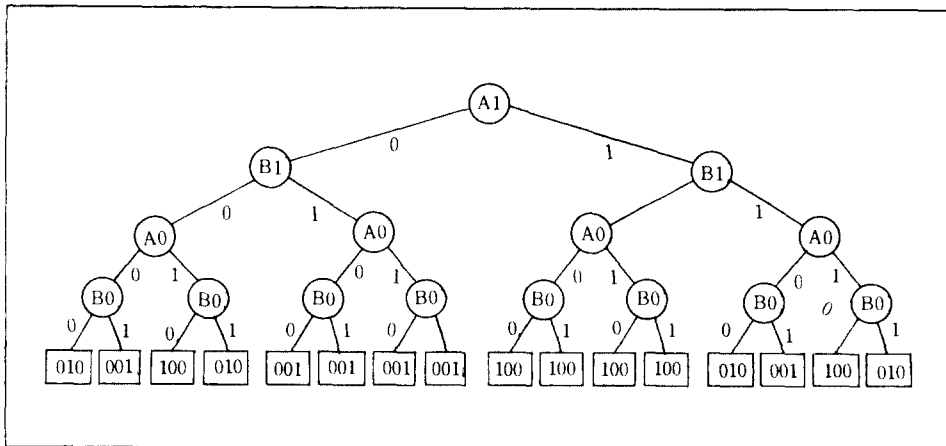 A1
0 1
B1 B1
0 1 1
A0 A0 A0 A0
0 1 0 1 0 1 0 1
B0 B0 B0 B0 B0 B0 B0 B0
0 1 0 1 0 1 0 0 1 0 1 0 1 0 1
010 001 100 010 001 001 001 001 100 100 100 100 010 001 100 010